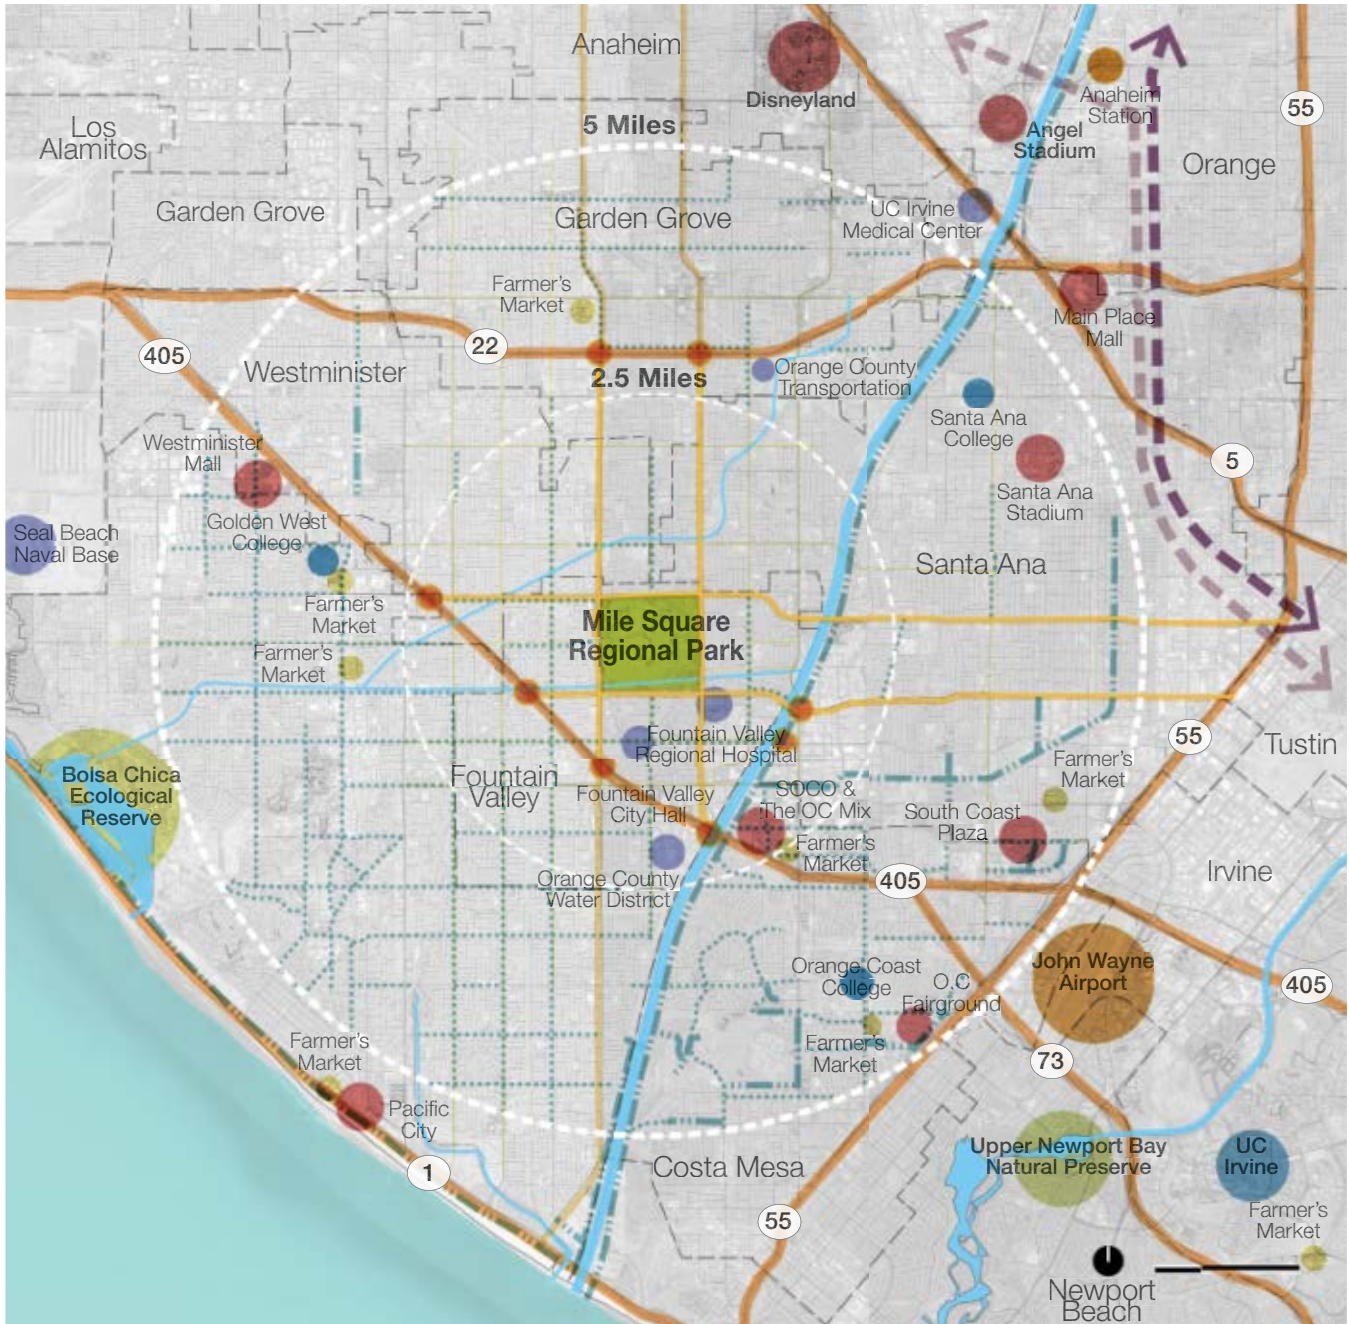 Anaheim
Disneyland
Anaheim
Station
55
Los
Alamitos
5 Miles
Angel
Stadium
Orange
Garden Grove
Garden Grove
UC Irvine
Medical Center
Farmer's
Market
Main Place
Mall
405
22
Westminister
2.5 Miles
Orange County
Transportation
Santa Ana
College
Westminister
Mall
5
Santa Ana
Stadium
Golden West
College
Seal Beach
Naval Base
Santa Ana
Farmer's
Market
Mile Square
Regional Park
Farmer's
Market
55
Tustin
Fountain Valley
Regional Hospital
Bolsa Chica
Ecological
Reserve
Fountain
Valley
Farmer's
Market
Fountain Valley
City Hall
SOCO &
The OC Mix
South Coast
Plaza
Farmer's
Market
Irvine
Orange County
Water District
405
John Wayne
Airport
Orange Coast
College
O.C
Fairground
405
Farmer's
Market
Farmer's
Market
73
Pacific
City
Upper Newport Bay
Natural Preserve
UC
Irvine
Costa Mesa
1
55
Farmer's
Market
Newport
Beach